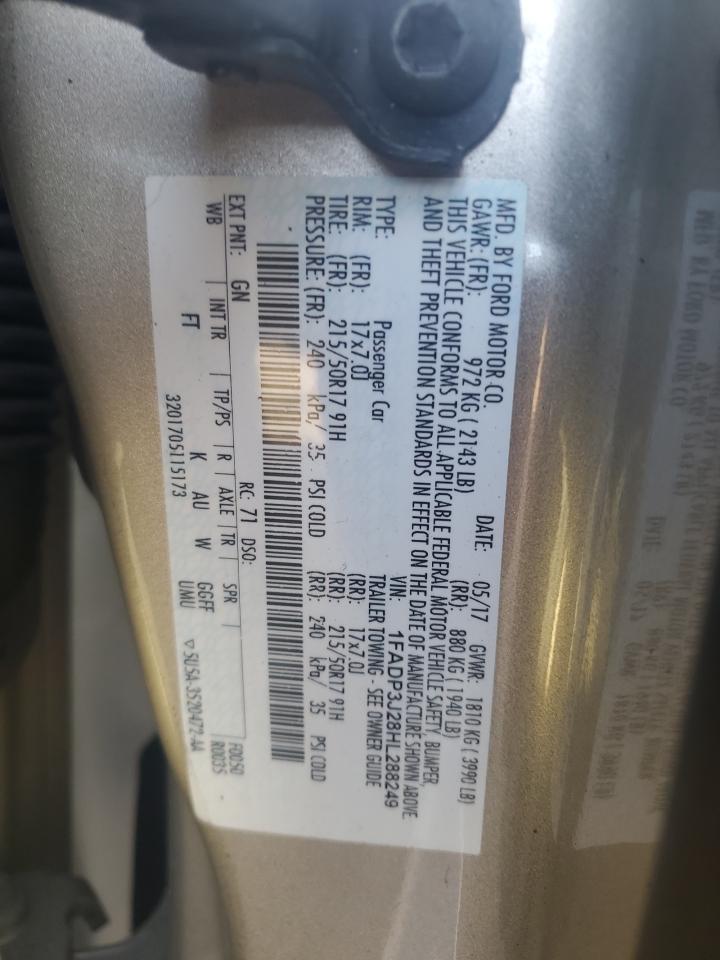 MFD. BY FORD MOTOR CO. DATE: 05/17 GVWR: 1810 KG ( 3990 LB)
GAWR: (FR): 972 KG ( 2143 LB) (RR): 880 KG ( 1940 LB)
THIS VEHICLE CONFORMS TO ALL APPLICABLE FEDERAL MOTOR VEHICLE SAFETY, BUMPER,
AND THEFT PREVENTION STANDARDS IN EFFECT ON THE DATE OF MANUFACTURE SHOWN ABOVE.
VIN: 1FADP3J28HL288249
TYPE: Passenger Car TRAILER TOWING - SEE OWNER GUIDE
RIM: (FR): 17x7.0J (RR): 17x7.0J
TIRE: (FR): 215/50R17 91H (RR): 215/50R17 91H
PRESSURE: (FR): 240 kPa/ 35 PSI COLD (RR): 240 kPa/ 35 PSI COLD
EXT PNT: GN RC: 71 DSO: F0050
WB INT TR TP/PS R AXLE TR SPR R0035
FT K AU W GGFF
UMU
3201705115173 ▽ 5U5A-3520472-AA